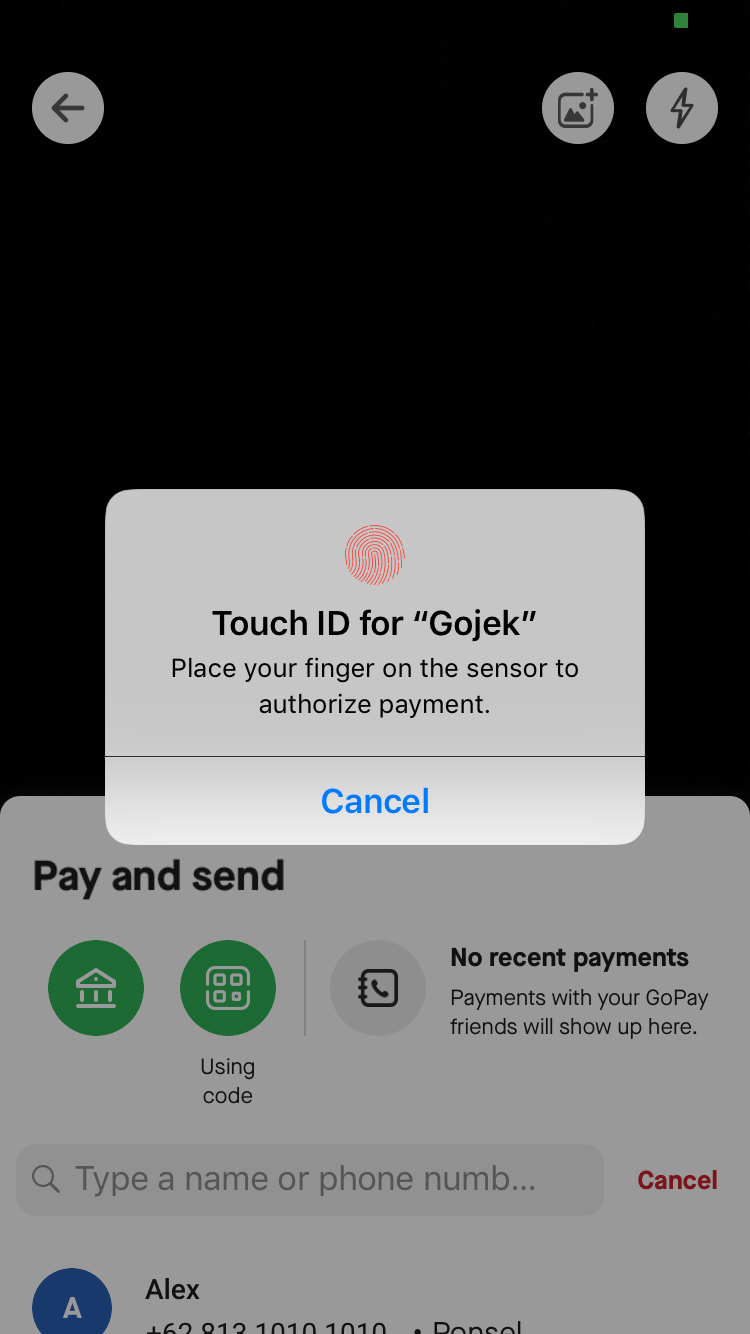 Touch ID for “Gojek”
Place your finger on the sensor to
authorize payment.
Cancel
Pay and send
No recent payments
Payments with your GoPay
friends will show up here.
Using
code
Type a name or phone numb...
Cancel
A
Alex
+62 813 1010 1010 • Ponsel